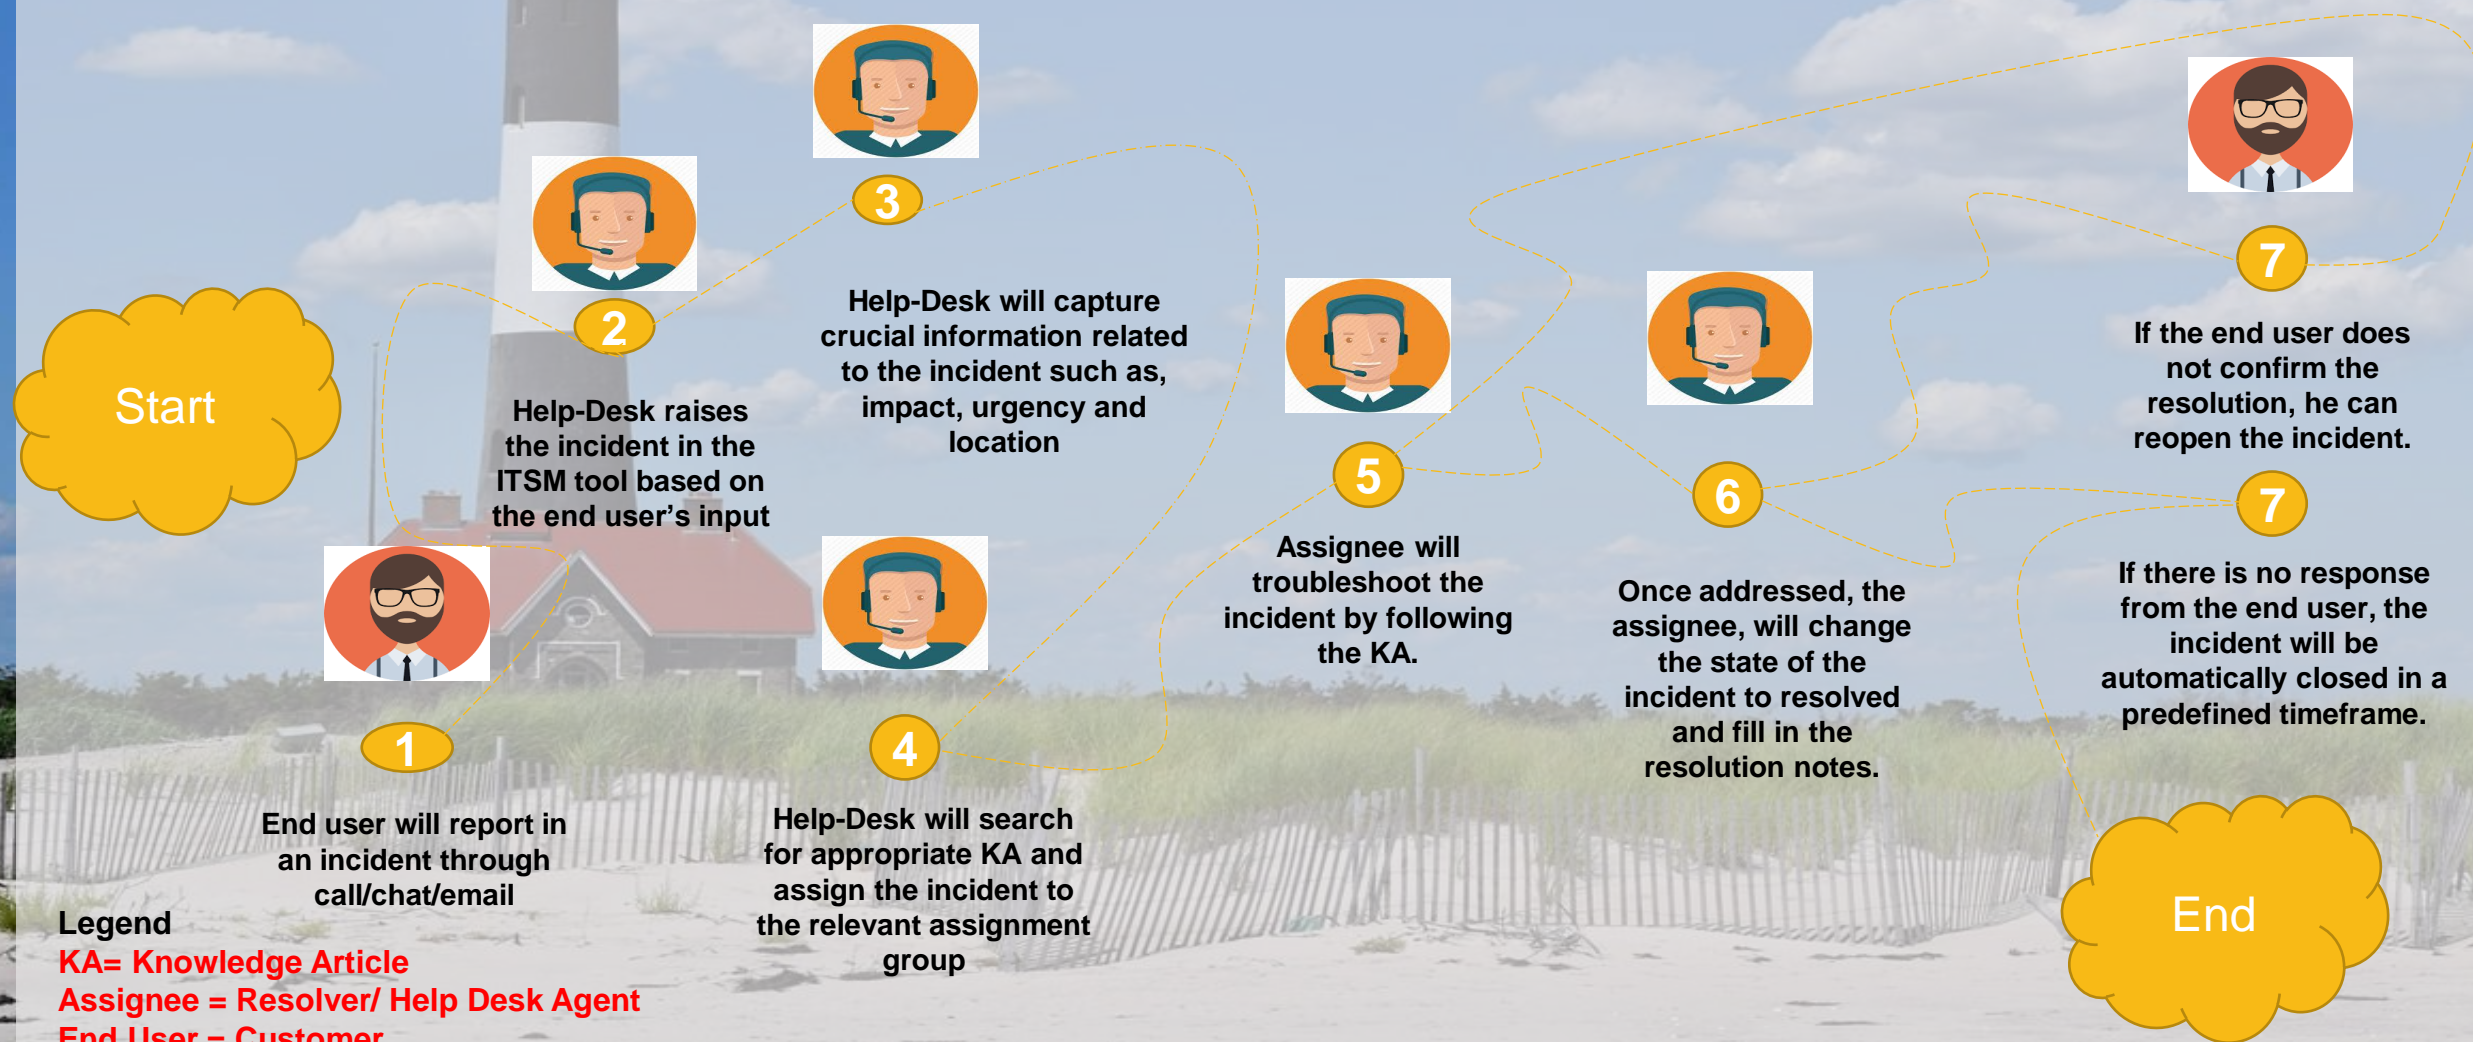 Start
1
End user will report in
an incident through
call/chat/email
2
Help-Desk raises
the incident in the
ITSM tool based on
the end user’s input
3
Help-Desk will capture
crucial information related
to the incident such as,
impact, urgency and
location
4
Help-Desk will search
for appropriate KA and
assign the incident to
the relevant assignment
group
5
Assignee will
troubleshoot the
incident by following
the KA.
6
Once addressed, the
assignee, will change
the state of the
incident to resolved
and fill in the
resolution notes.
7
If the end user does
not confirm the
resolution, he can
reopen the incident.
7
If there is no response
from the end user, the
incident will be
automatically closed in a
predefined timeframe.
End
Legend
KA= Knowledge Article
Assignee = Resolver/ Help Desk Agent
End User = Customer